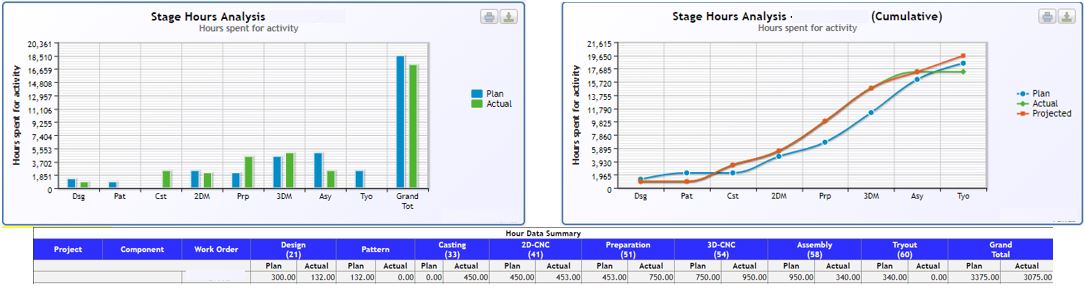 Stage Hours Analysis
Hours spent for activity
20,361
18,510
16,659
14,808
12,957
11,106
9,255
7,404
5,553
3,702
1,851
0
Hours spent for activity
Dsg Pat Cst 2DM Prp 3DM Asy Tyo Grand Tot
Plan
Actual
Stage Hours Analysis - (Cumulative)
Hours spent for activity
21,615
19,650
17,685
15,720
13,755
11,790
9,825
7,860
5,895
3,930
1,965
0
Hours spent for activity
Dsg Pat Cst 2DM Prp 3DM Asy Tyo
Plan
Actual
Projected
Hour Data Summary
Project Component Work Order Design (21) Pattern Casting (33) 2D-CNC (41) Preparation (51) 3D-CNC (54) Assembly (58) Tryout (60) Grand Total
Plan Actual Plan Actual Plan Actual Plan Actual Plan Actual Plan Actual Plan Actual Plan Actual Plan Actual
300.00 132.00 132.00 0.00 0.00 450.00 450.00 453.00 453.00 750.00 750.00 950.00 950.00 340.00 340.00 0.00 3375.00 3075.00